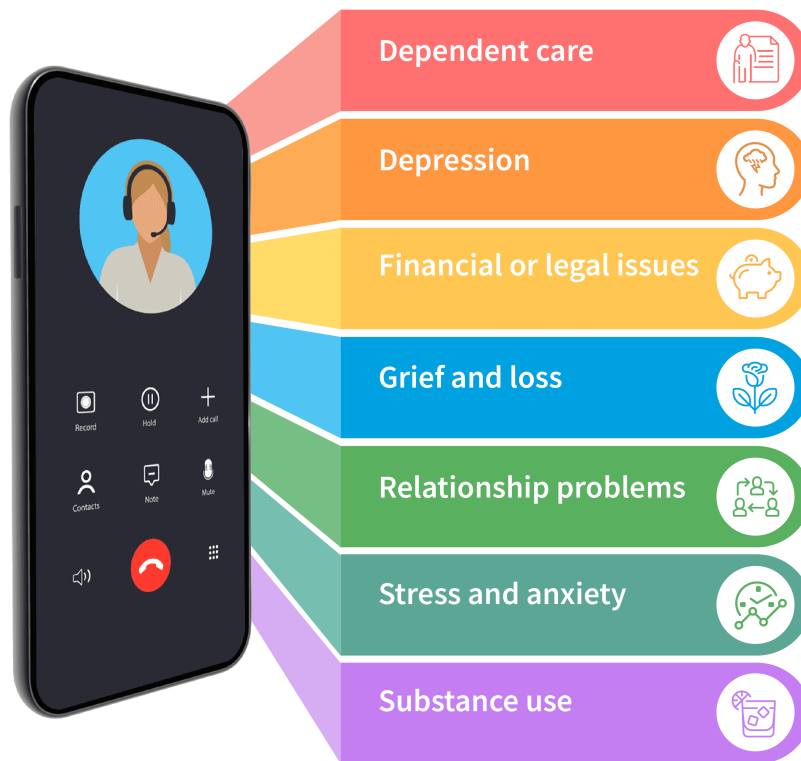 Dependent care
Depression
Financial or legal issues
Grief and loss
Relationship problems
Stress and anxiety
Substance use
Record
Hold
Add call
Contacts
Note
Mute